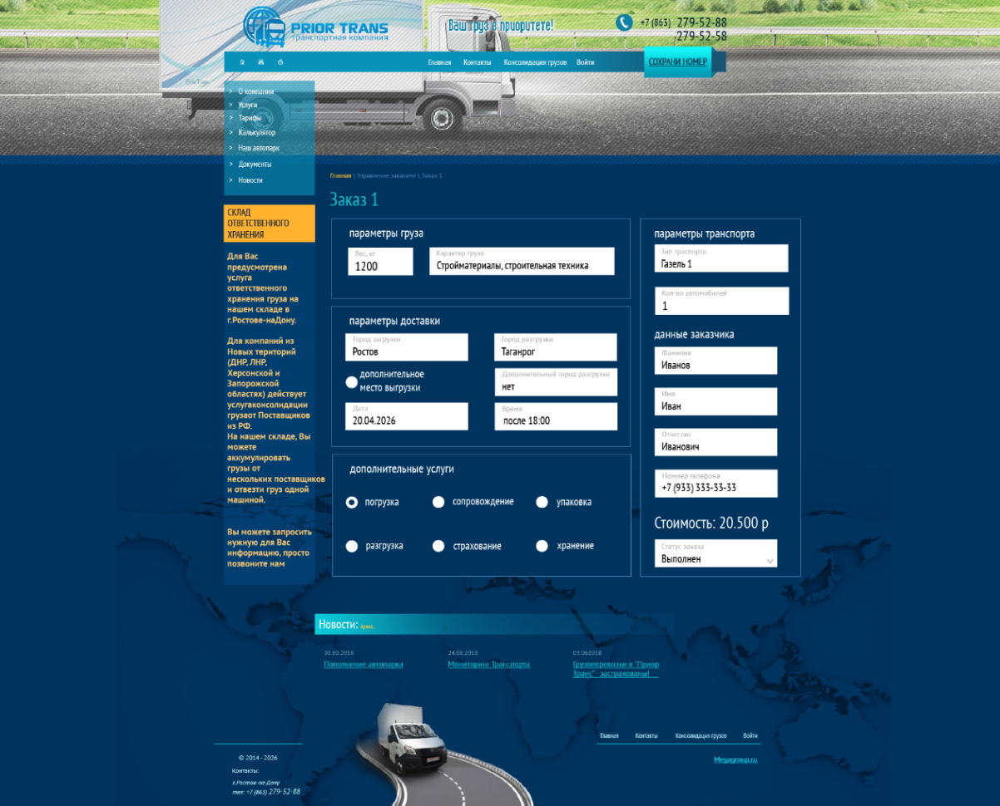 PRIOR TRANS
транспортная компания
Ваш груз в приоритете!
+7 (863) 279-52-88
279-52-58
Главная Контакты Консолидация грузов Войти
СОХРАНИ НОМЕР
PriorTrans
> О компании
> Услуги
> Тарифы
> Калькулятор
> Наш автопарк
> Документы
> Новости
СКЛАД
ОТВЕТСТВЕННОГО
ХРАНЕНИЯ
Для Вас
предусмотрена
услуга
ответственного
хранения груза на
нашем складе в
г.Ростове-наДону.
Для компаний из
Новых територий
(ДНР, ЛНР,
Херсонской и
Запорожской
областях) действует
услугаконсолидации
грузаот Поставщиков
из РФ.
На нашем складе, Вы
можете
аккумулировать
грузы от
нескольких поставщиков
и отвезти груз одной
машиной.
Вы можете запросить
нужную для Вас
информацию, просто
позвоните нам
Главная \ Управление заказами \ Заказ 1
Заказ 1
параметры груза
Вес, кг
1200
Характер груза
Стройматериалы, строительная техника
параметры доставки
Город загрузки
Ростов
Город разгрузки
Таганрог
дополнительное
место выгрузки
Дополнительный город разгрузки
нет
Дата
20.04.2026
Время
после 18:00
дополнительные услуги
погрузка сопровождение упаковка
разгрузка страхование хранение
параметры транспорта
Тип траспорта
Газель 1
Кол-во автомобилей
1
данные заказчика
Фамилия
Иванов
Имя
Иван
Отчество
Иванович
Номмер телефона
+7 (933) 333-33-33
Стоимость: 20.500 р
Статус заказа
Выполнен
Новости:
30.10.2018
Пополнение автопарка
24.08.2018
Мониторинг Транспорта
03.062018
Грузоперевозки в "Приор
Транс" - застрахованы!
Главная Контакты Консолидация грузов Войти
Megagroup.ru
© 2014 - 2026
Контакты:
г.Ростов-на-Дону
тел: +7 (863) 279-52-88